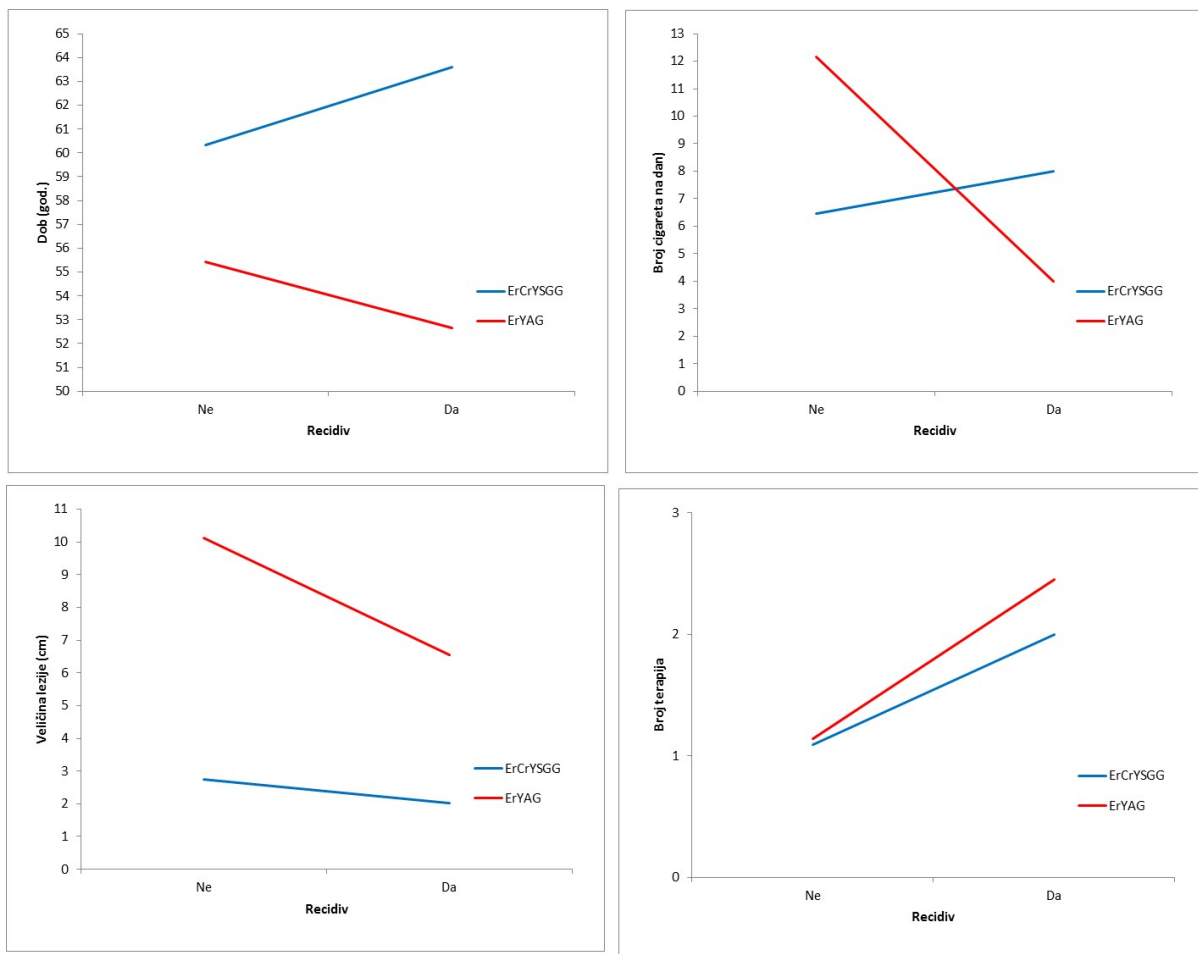 Dob (god.)
65
64
63
62
61
60
59
58
57
56
55
54
53
52
51
50
ErCrYSGG
ErYAG
Ne
Da
Recidiv
Broj cigareta na dan)
13
12
11
10
9
8
7
6
5
4
3
2
1
0
ErCrYSGG
ErYAG
Ne
Da
Recidiv
Veličina lezije (cm)
11
10
9
8
7
6
5
4
3
2
1
0
ErCrYSGG
ErYAG
Ne
Da
Recidiv
Broj terapija
3
2
1
0
ErCrYSGG
ErYAG
Ne
Da
Recidiv